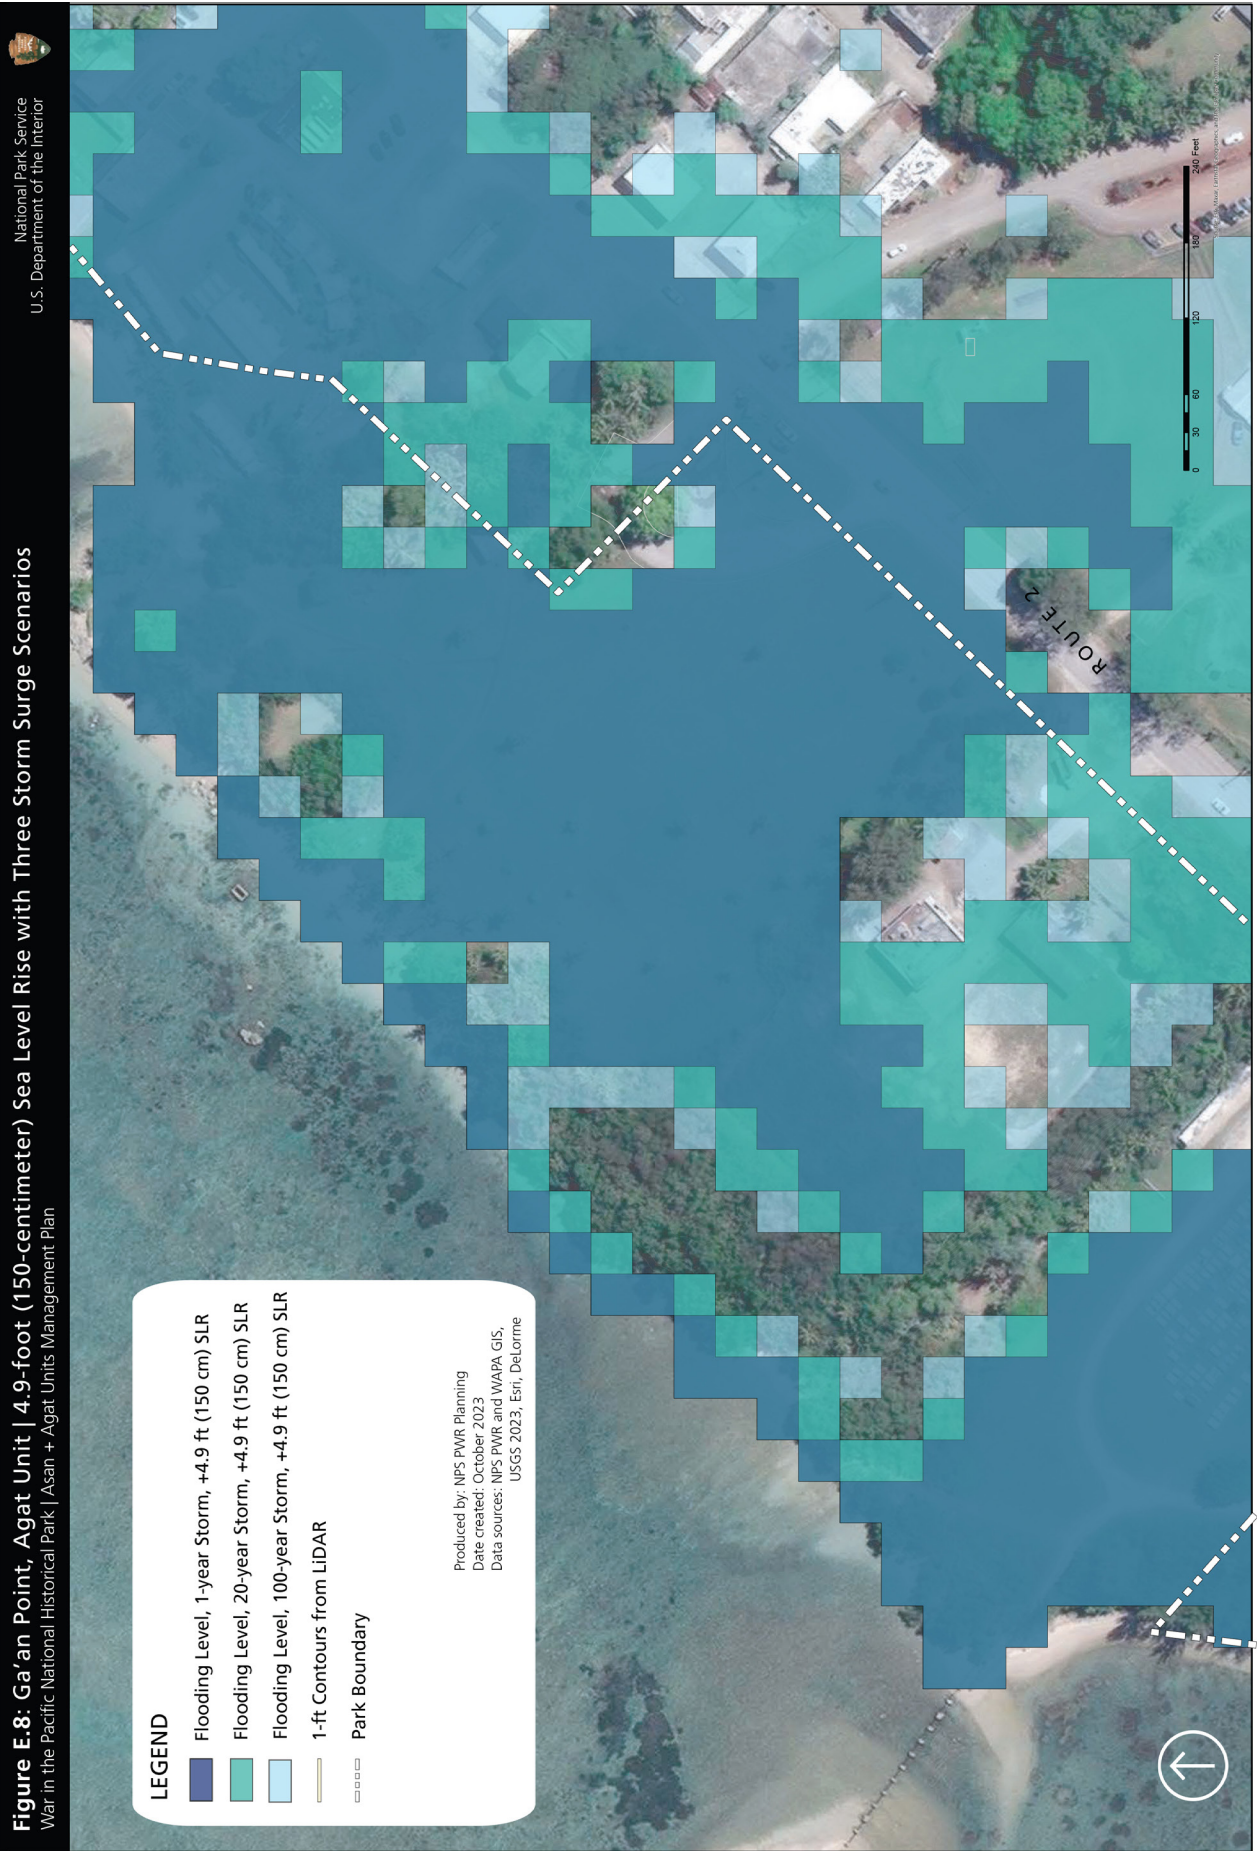 Figure E.8: Ga‘an Point, Agat Unit | 4.9-foot (150-centimeter) Sea Level Rise with Three Storm Surge Scenarios
War in the Pacific National Historical Park | Asan + Agat Units Management Plan
National Park Service
U.S. Department of the Interior
LEGEND
Flooding Level, 1-year Storm, +4.9 ft (150 cm) SLR
Flooding Level, 20-year Storm, +4.9 ft (150 cm) SLR
Flooding Level, 100-year Storm, +4.9 ft (150 cm) SLR
1-ft Contours from LiDAR
Park Boundary
Produced by: NPS PWR Planning
Date created: October 2023
Data sources: NPS PWR and WAPA GIS,
USGS 2023, Esri, DeLorme
ROUTE 2
0 30 60 120 180 240 Feet